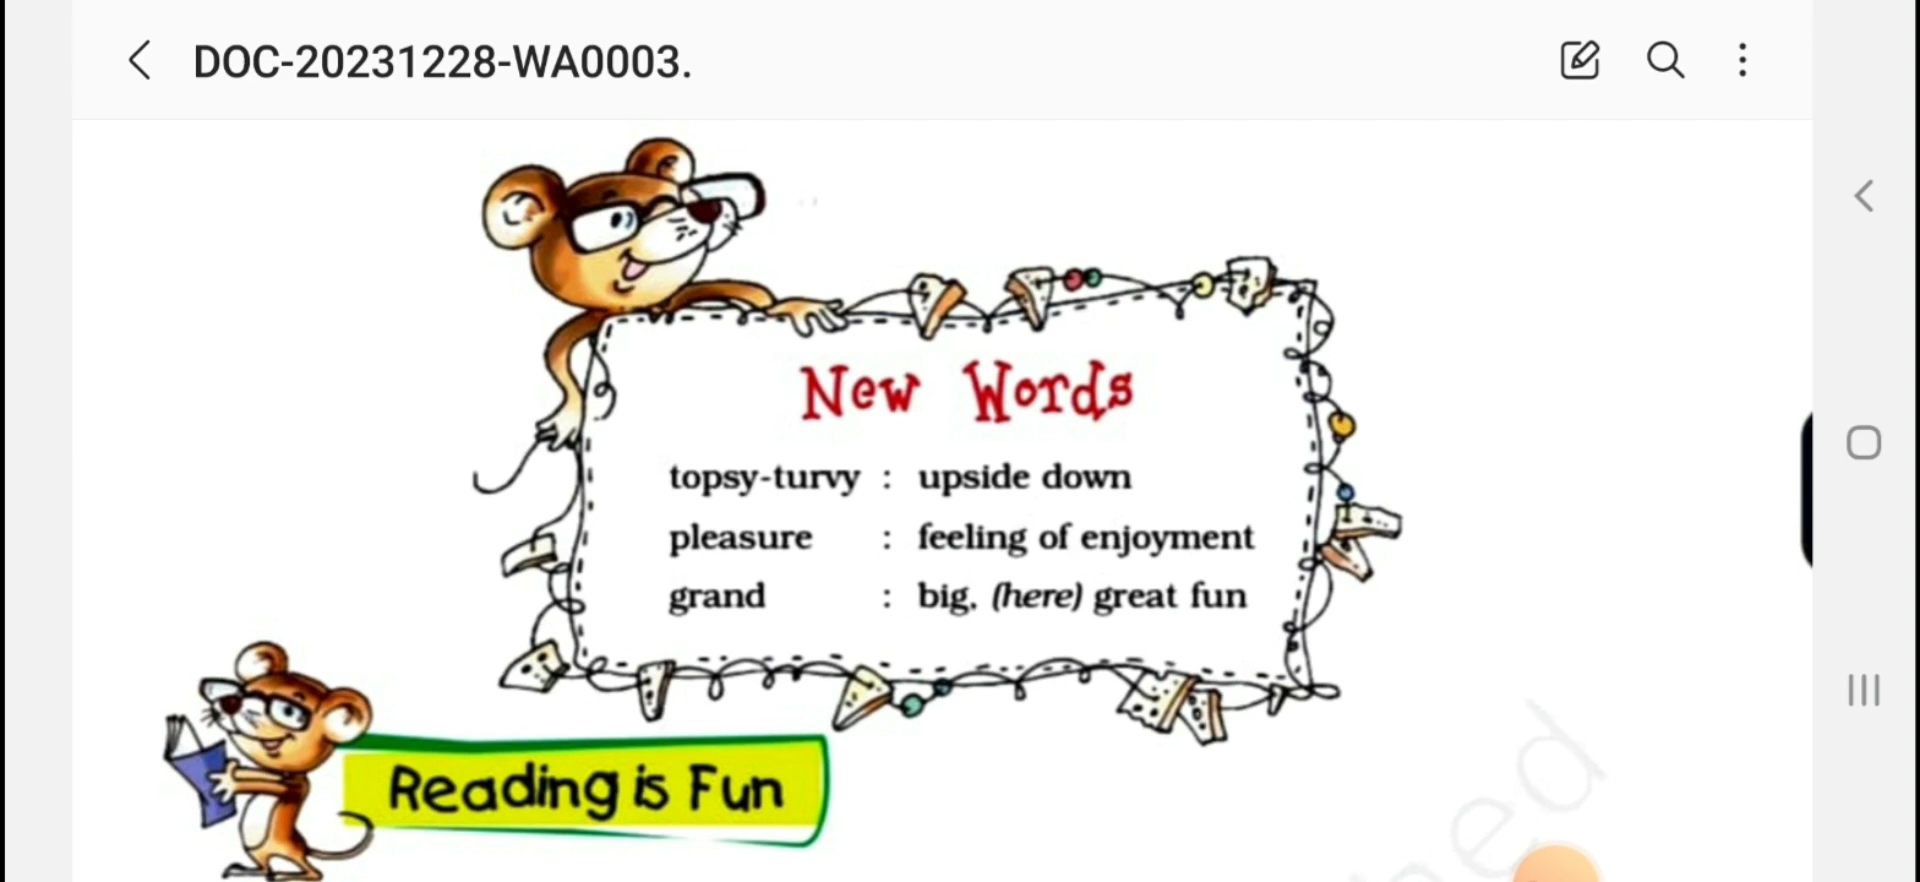 DOC-20231228-WA0003.
New Words
topsy-turvy : upside down
pleasure : feeling of enjoyment
grand : big, (here) great fun
Reading is Fun